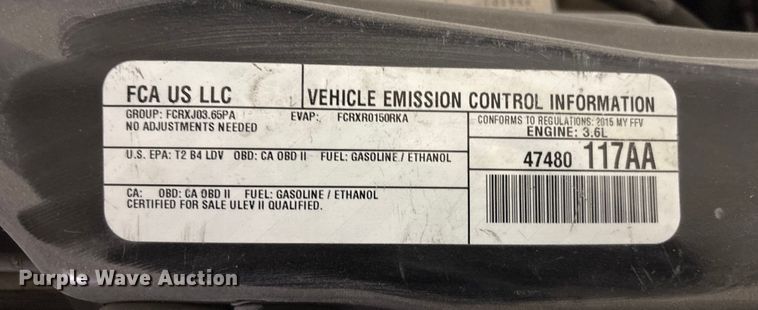 FCA US LLC
VEHICLE EMISSION CONTROL INFORMATION
GROUP: FCRXJ03.65PA EVAP: FCRXR0150RKA
NO ADJUSTMENTS NEEDED
CONFORMS TO REGULATIONS: 2015 MY FFV
ENGINE: 3.6L
U.S. EPA: T2 B4 LDV OBD: CA OBD II FUEL: GASOLINE / ETHANOL
47480 117AA
CA: OBD: CA OBD II FUEL: GASOLINE / ETHANOL
CERTIFIED FOR SALE ULEV II QUALIFIED.
Purple Wave Auction